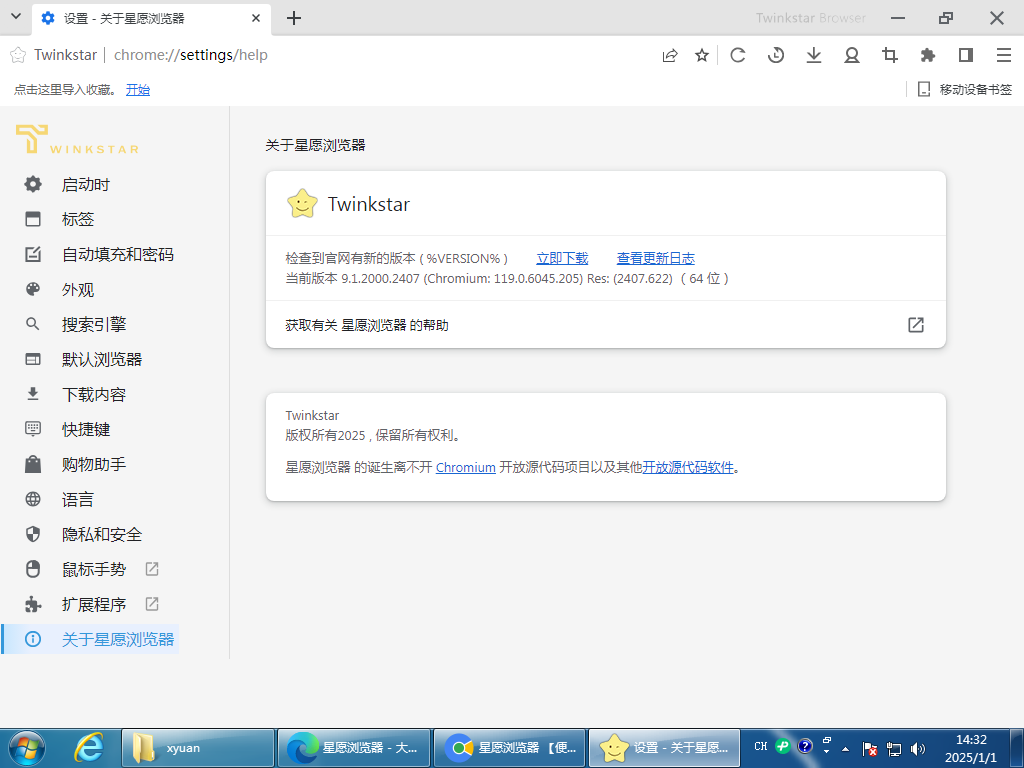 设置 - 关于星愿浏览器
Twinkstar Browser
Twinkstar
chrome://settings/help
点击这里导入收藏。 开始
移动设备书签
TWINKSTAR
启动时
标签
自动填充和密码
外观
搜索引擎
默认浏览器
下载内容
快捷键
购物助手
语言
隐私和安全
鼠标手势
扩展程序
关于星愿浏览器
关于星愿浏览器
Twinkstar
检查到官网有新的版本 ( %VERSION% ) 立即下载 查看更新日志
当前版本 9.1.2000.2407 (Chromium: 119.0.6045.205) Res: (2407.622) ( 64 位 )
获取有关 星愿浏览器 的帮助
Twinkstar
版权所有2025 , 保留所有权利。
星愿浏览器 的诞生离不开 Chromium 开放源代码项目以及其他开放源代码软件。
xyuan
星愿浏览器 - 大...
星愿浏览器 【便...
设置 - 关于星愿...
CH
14:32
2025/1/1